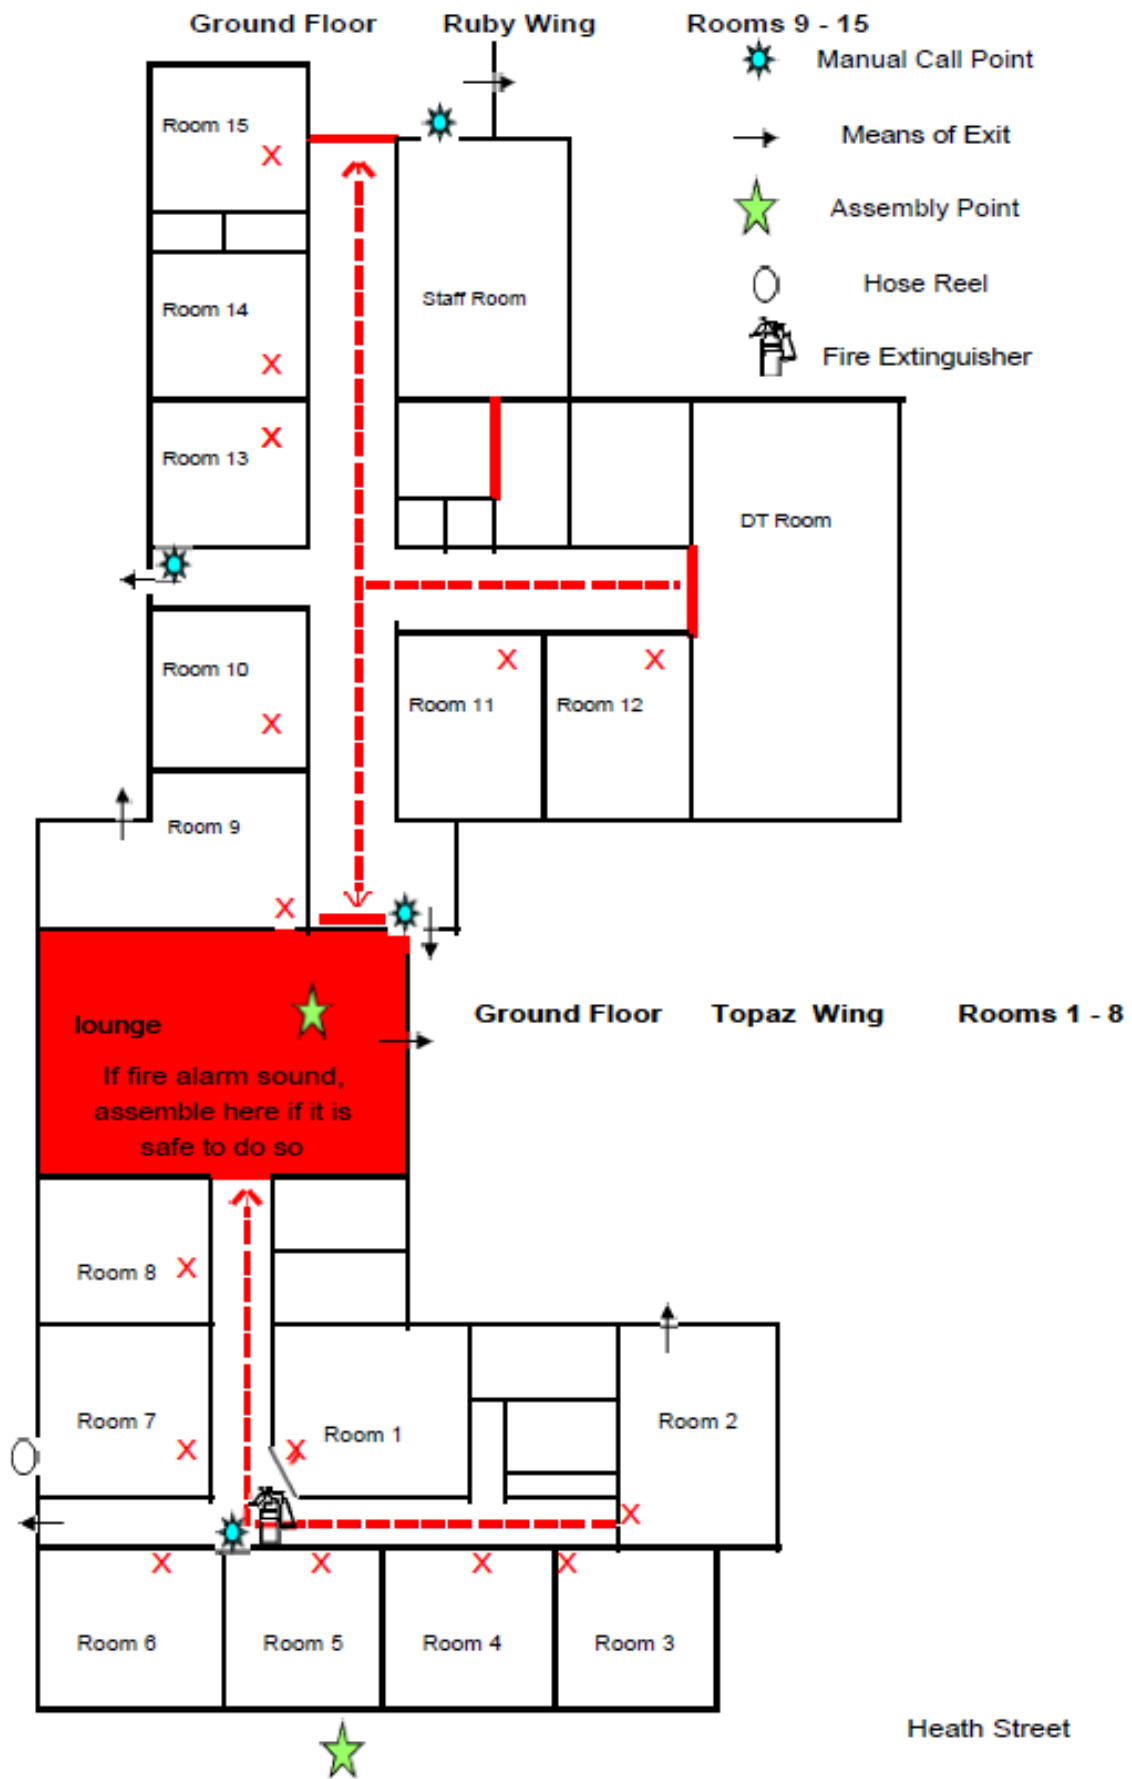 Ground Floor Ruby Wing Rooms 9 - 15
Manual Call Point
Room 15
X
Means of Exit
Assembly Point
Hose Reel
Staff Room
Room 14
Fire Extinguisher
X
X
Room 13
DT Room
X
X
Room 10
Room 11
Room 12
X
Room 9
X
Ground Floor Topaz Wing Rooms 1 - 8
lounge
If fire alarm sound,
assemble here if it is
safe to do so
Room 8 X
Room 7
Room 1
Room 2
X
X
X
X
X
X
X
Room 6
Room 5
Room 4
Room 3
Heath Street